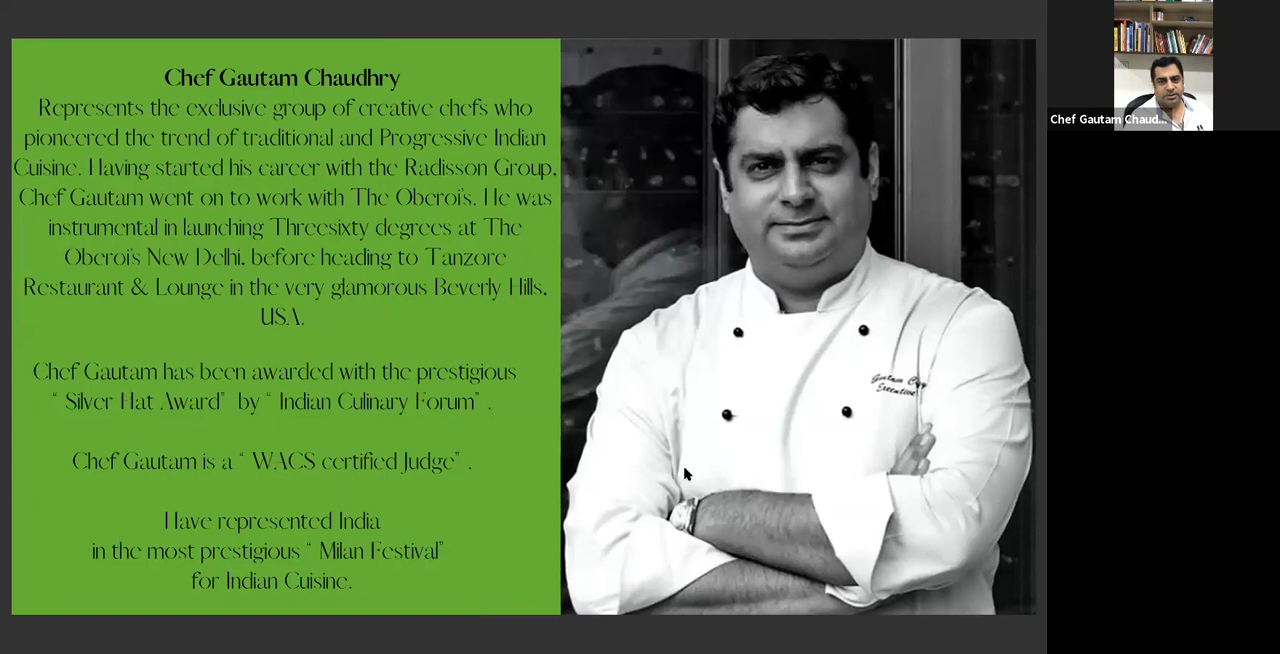 Chef Gautam Chaudhry
Represents the exclusive group of creative chefs who
pioneered the trend of traditional and Progressive Indian
Cuisine. Having started his career with the Radisson Group,
Chef Gautam went on to work with The Oberoi's. He was
instrumental in launching Threesixty degrees at The
Oberoi's New Delhi, before heading to Tanzore
Restaurant & Lounge in the very glamorous Beverly Hills,
USA.
Chef Gautam has been awarded with the prestigious
" Silver Hat Award" by " Indian Culinary Forum" .
Chef Gautam is a " WACS certified Judge" .
Have represented India
in the most prestigious " Milan Festival"
for Indian Cuisine.
Gautam
Executive
Chef Gautam Chaud...